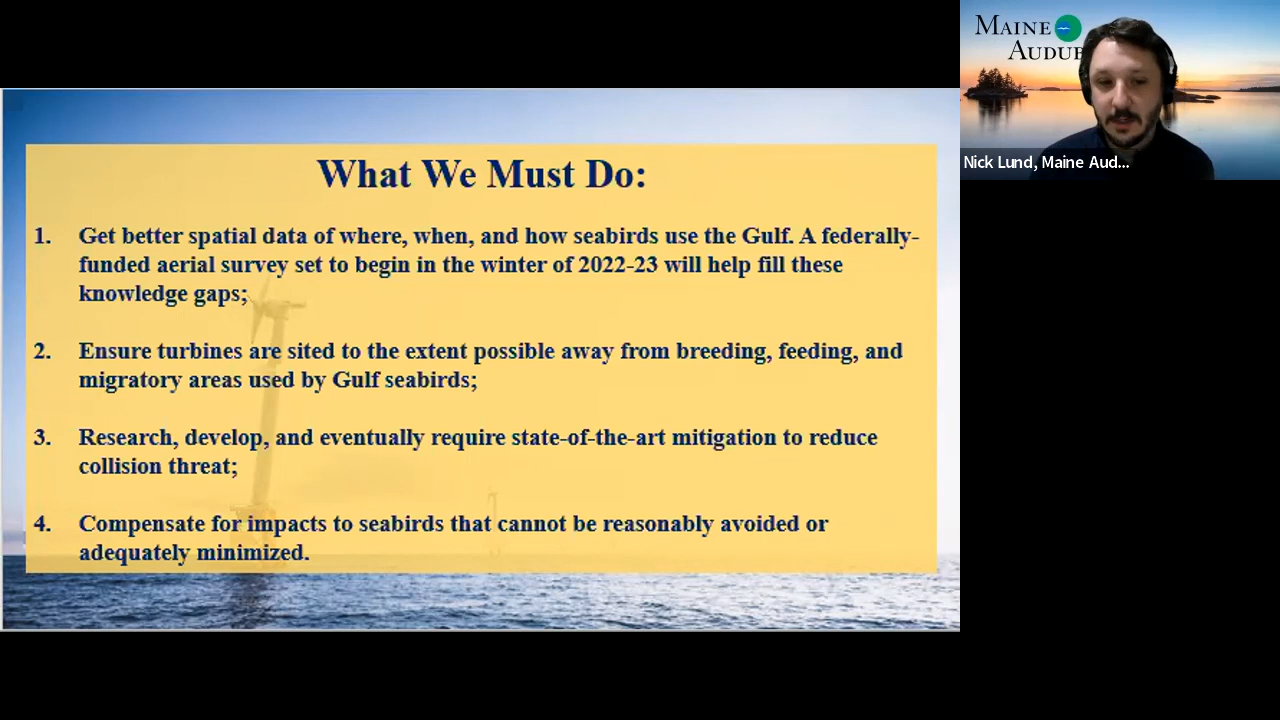 What We Must Do:
1. Get better spatial data of where, when, and how seabirds use the Gulf. A federally-
funded aerial survey set to begin in the winter of 2022-23 will help fill these
knowledge gaps;
2. Ensure turbines are sited to the extent possible away from breeding, feeding, and
migratory areas used by Gulf seabirds;
3. Research, develop, and eventually require state-of-the-art mitigation to reduce
collision threat;
4. Compensate for impacts to seabirds that cannot be reasonably avoided or
adequately minimized.
MAINE
AUDUB
Nick Lund, Maine Aud...